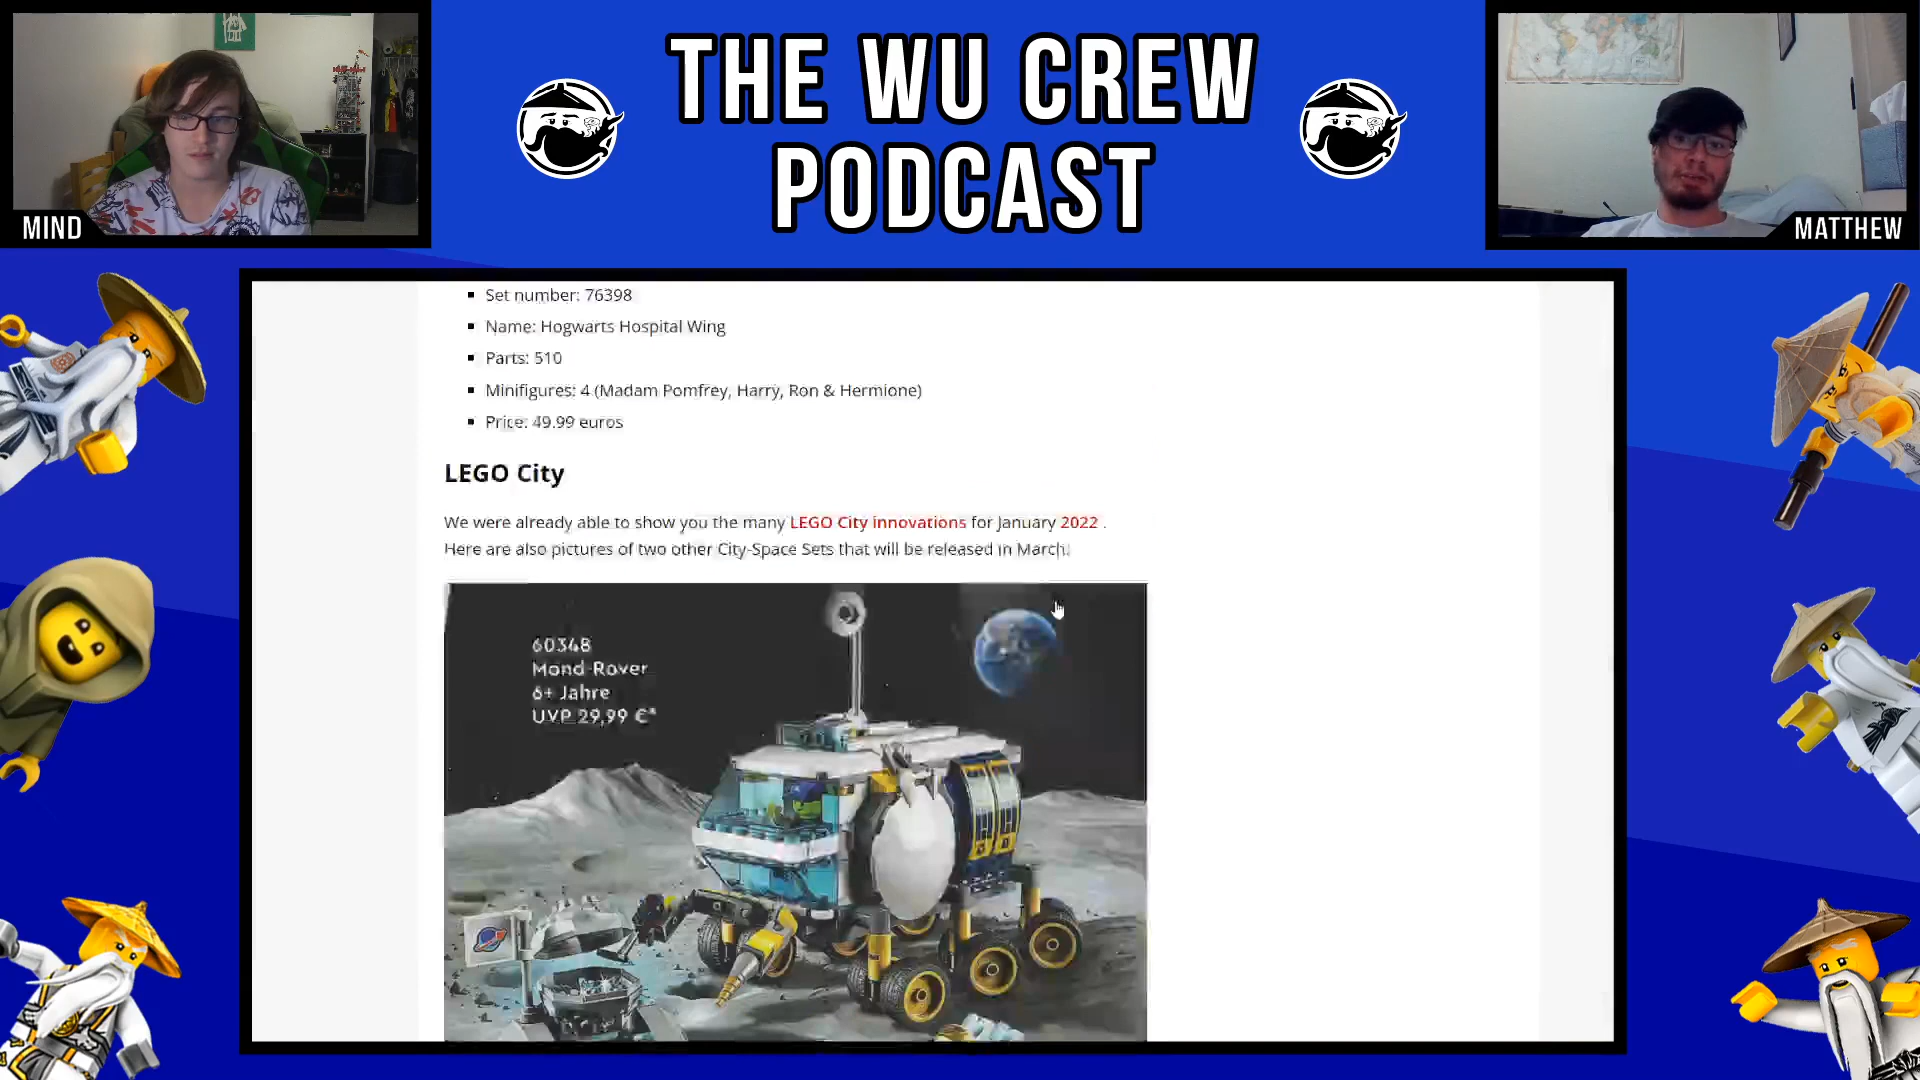 THE WU CREW
PODCAST
MIND
MATTHEW
Set number: 76398
Name: Hogwarts Hospital Wing
Parts: 510
Minifigures: 4 (Madam Pomfrey, Harry, Ron & Hermione)
Price: 49.99 euros
LEGO City
We were already able to show you the many LEGO City innovations for January 2022 .
Here are also pictures of two other City-Space Sets that will be released in March.
60348
Mond-Rover
6+ Jahre
UVP 29,99 €*